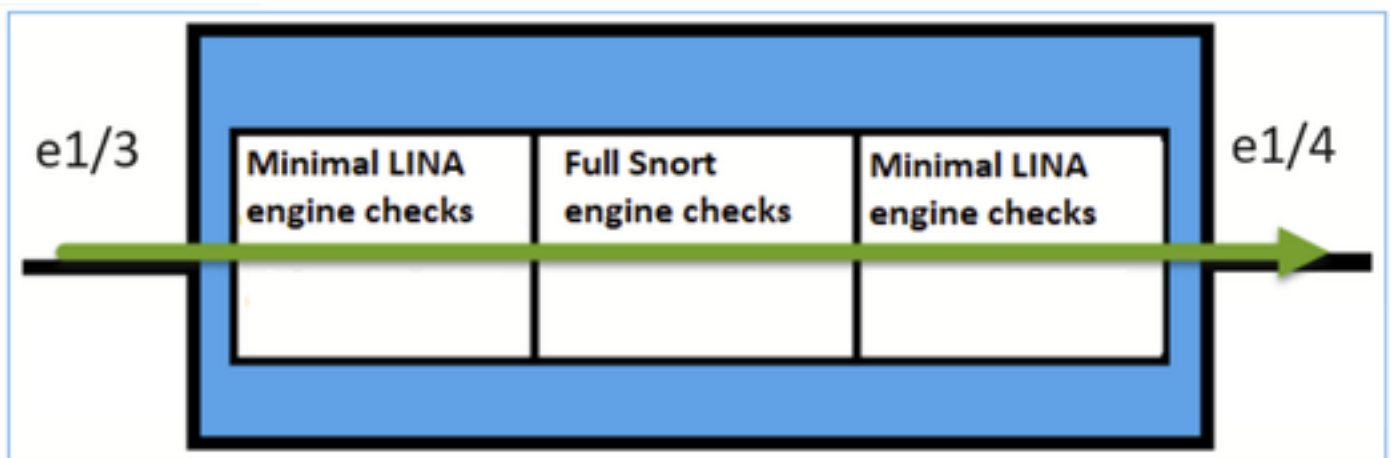 e1/3
Minimal LINA
engine checks
Full Snort
engine checks
Minimal LINA
engine checks
e1/4